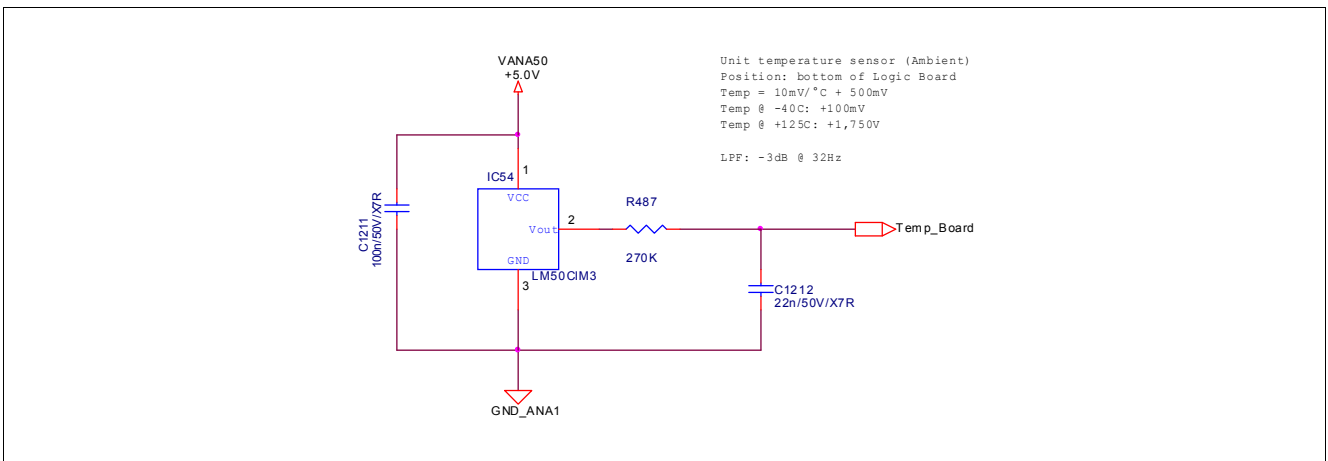 VANA50
+5.0V
Unit temperature sensor (Ambient)
Position: bottom of Logic Board
Temp = 10mV/°C + 500mV
Temp @ -40C: +100mV
Temp @ +125C: +1,750V
LPF: -3dB @ 32Hz
IC54
1
VCC
Vout
GND
2
3
LM50CIM3
C1211
100n/50V/X7R
R487
270K
Temp_Board
C1212
22n/50V/X7R
GND_ANA1